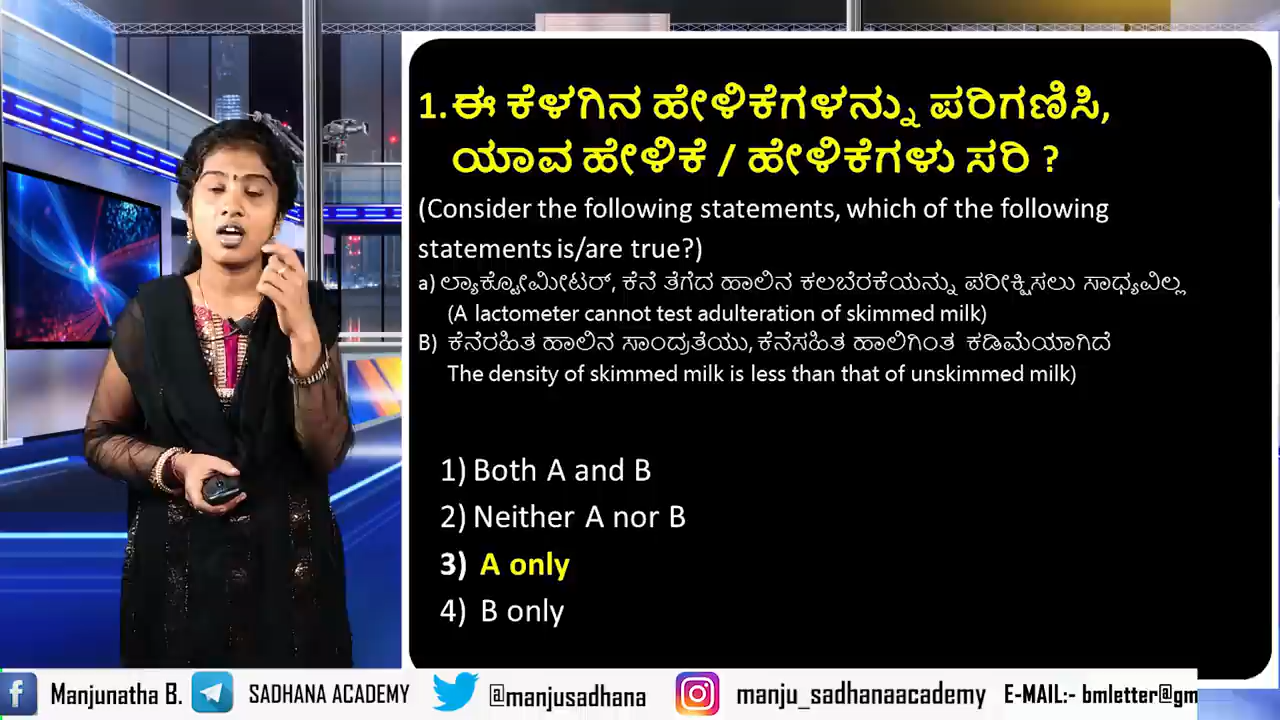 1. ಈ ಕೆಳಗಿನ ಹೇಳಿಕೆಗಳನ್ನು ಪರಿಗಣಿಸಿ,
ಯಾವ ಹೇಳಿಕೆ / ಹೇಳಿಕೆಗಳು ಸರಿ ?
(Consider the following statements, which of the following
statements is/are true?)
a) ಲ್ಯಾಕ್ಟೋಮೀಟರ್, ಕೆನೆ ತೆಗೆದ ಹಾಲಿನ ಕಲಬೆರಕೆಯನ್ನು ಪರೀಕ್ಷಿಸಲು ಸಾಧ್ಯವಿಲ್ಲ
(A lactometer cannot test adulteration of skimmed milk)
B) ಕೆನೆರಹಿತ ಹಾಲಿನ ಸಾಂದ್ರತೆಯು, ಕೆನೆಸಹಿತ ಹಾಲಿಗಿಂತ ಕಡಿಮೆಯಾಗಿದೆ
The density of skimmed milk is less than that of unskimmed milk)
1) Both A and B
2) Neither A nor B
3) A only
4) B only
Manjunatha B. SADHANA ACADEMY @manjusadhana manju_sadhanaacademy E-MAIL:- bmletter@gm